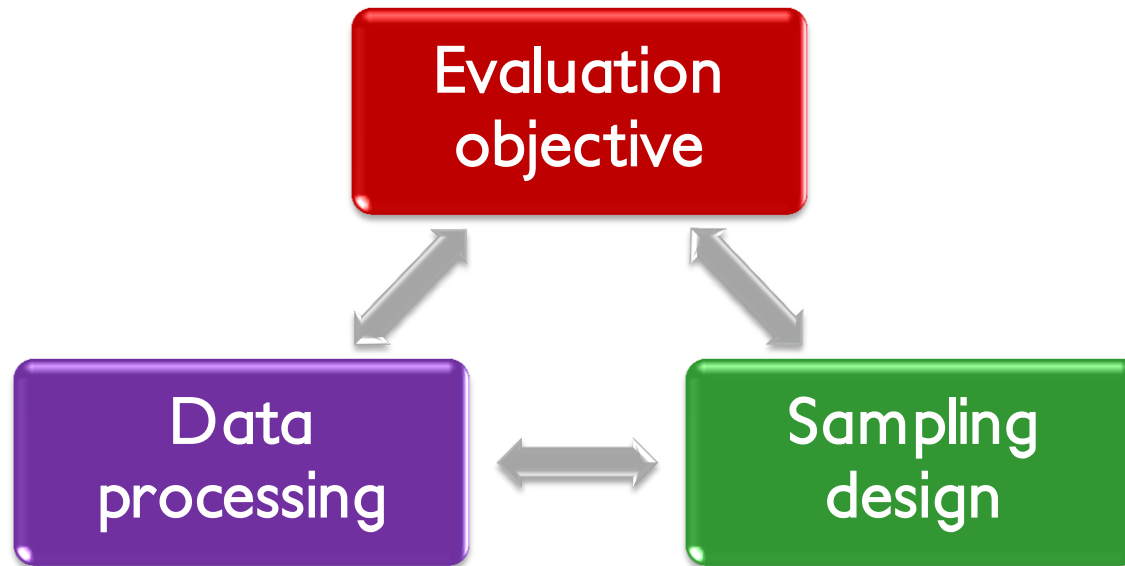 Evaluation
objective
Data
processing
Sampling
design